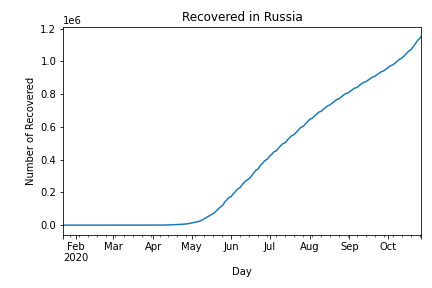 Recovered in Russia
1e6
1.2
1.0
0.8
0.6
0.4
0.2
0.0
Number of Recovered
Feb Mar Apr May Jun Jul Aug Sep Oct
2020
Day